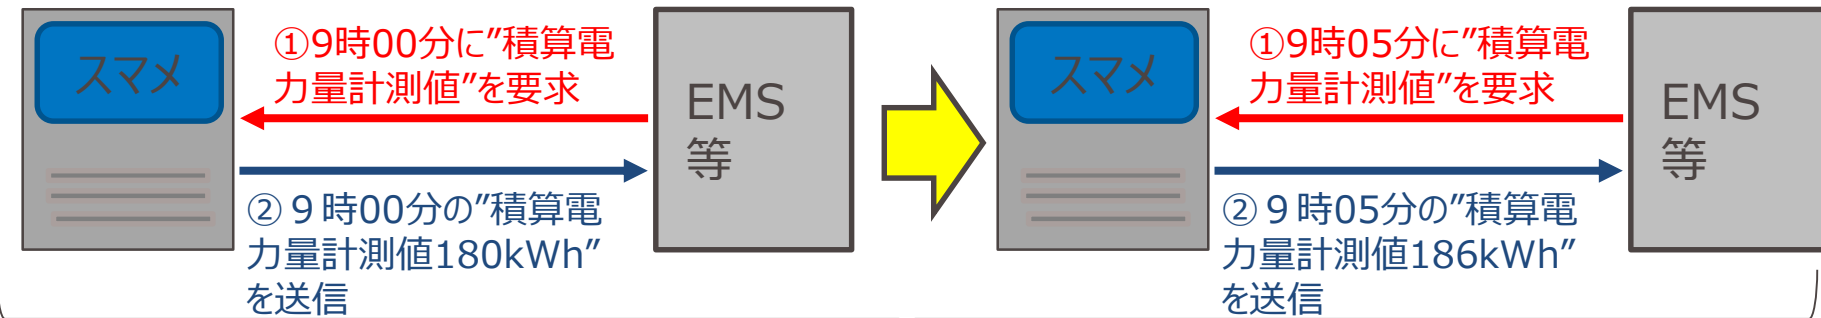 スマメ
①9時00分に”積算電
力量計測値”を要求
EMS
等
②９時00分の”積算電
力量計測値180kWh”
を送信
スマメ
①9時05分に”積算電
力量計測値”を要求
EMS
等
②９時05分の”積算電
力量計測値186kWh”
を送信